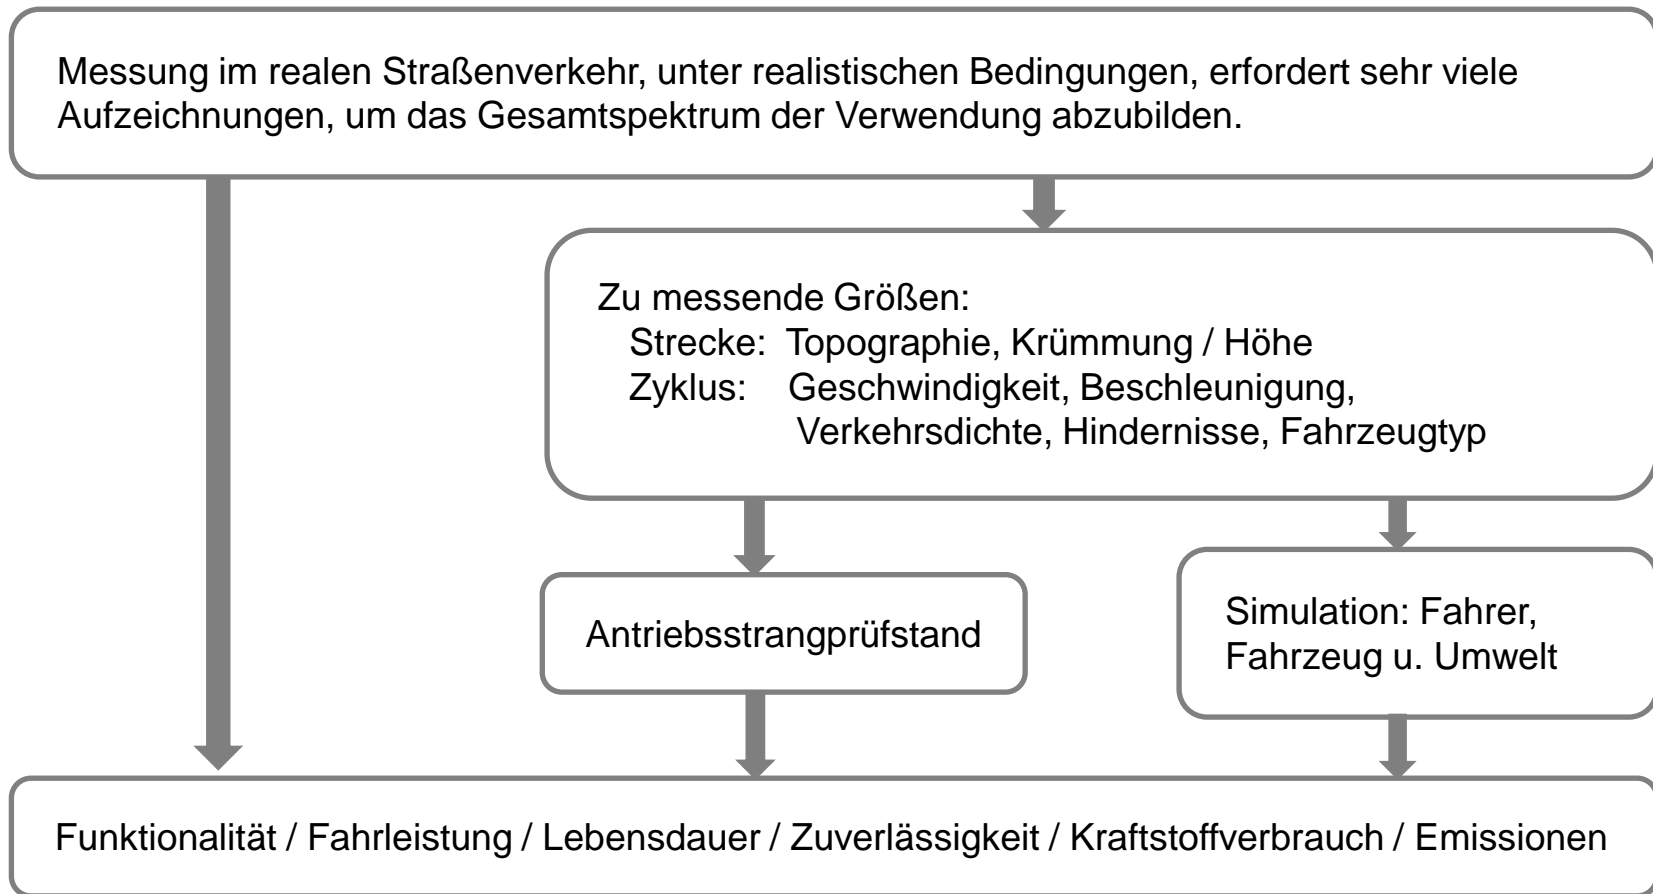 Messung im realen Straßenverkehr, unter realistischen Bedingungen, erfordert sehr viele
Aufzeichnungen, um das Gesamtspektrum der Verwendung abzubilden.
Zu messende Größen:
Strecke: Topographie, Krümmung / Höhe
Zyklus: Geschwindigkeit, Beschleunigung,
Verkehrsdichte, Hindernisse, Fahrzeugtyp
Antriebsstrangprüfstand
Simulation: Fahrer,
Fahrzeug u. Umwelt
Funktionalität / Fahrleistung / Lebensdauer / Zuverlässigkeit / Kraftstoffverbrauch / Emissionen